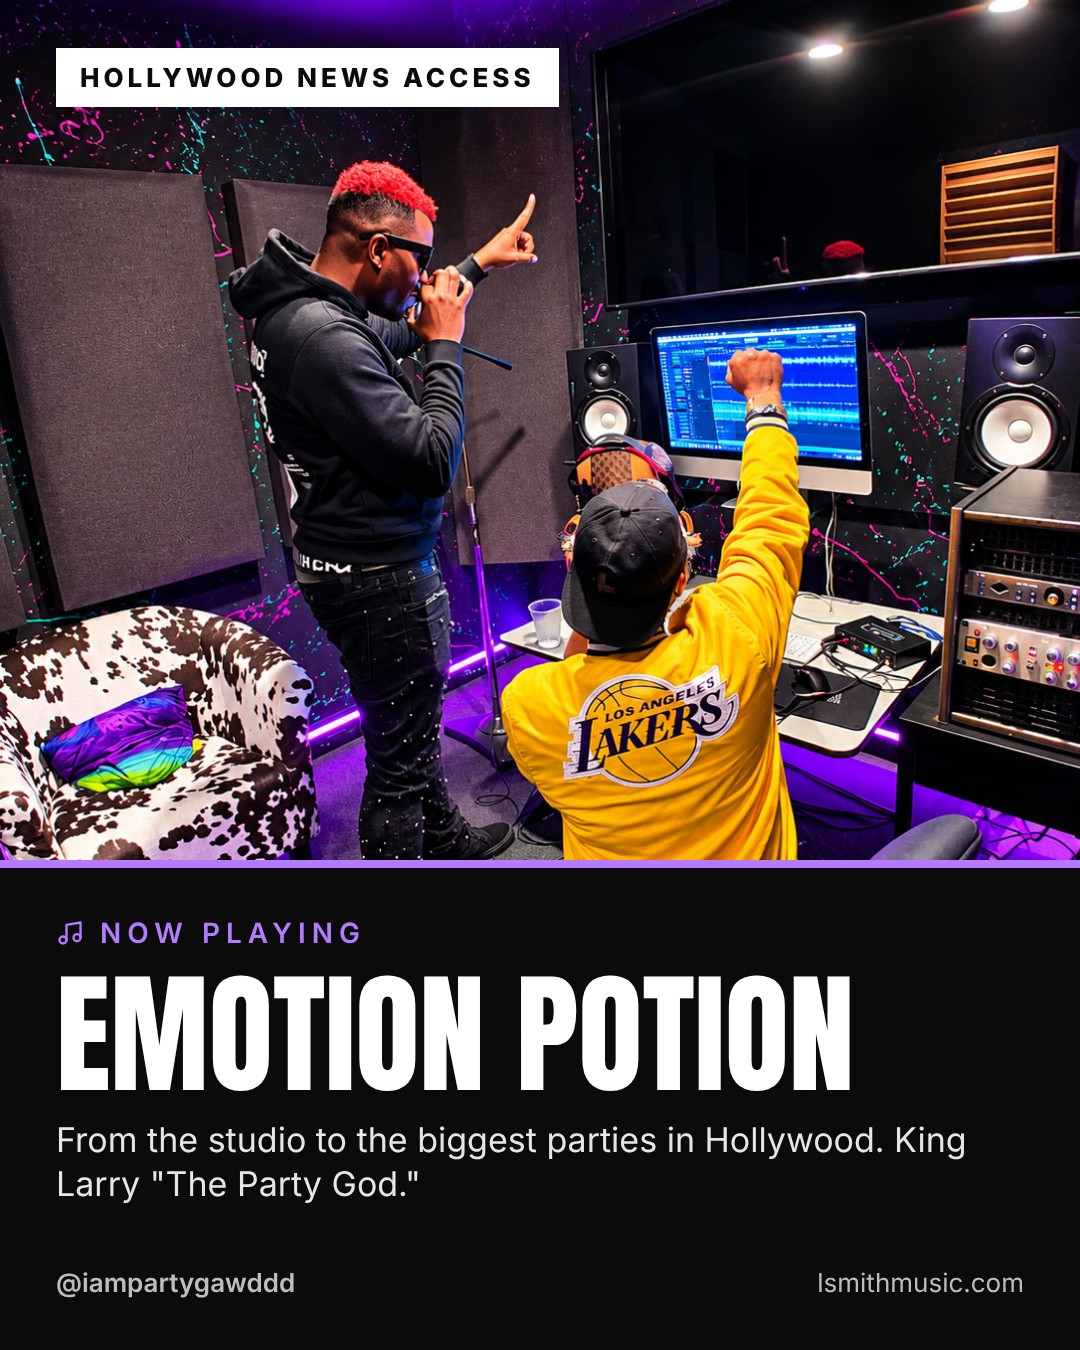 HOLLYWOOD NEWS ACCESS
LOS ANGELES
LAKERS
NOW PLAYING
EMOTION POTION
From the studio to the biggest parties in Hollywood. King
Larry "The Party God."
@iampartygawddd
lsmithmusic.com